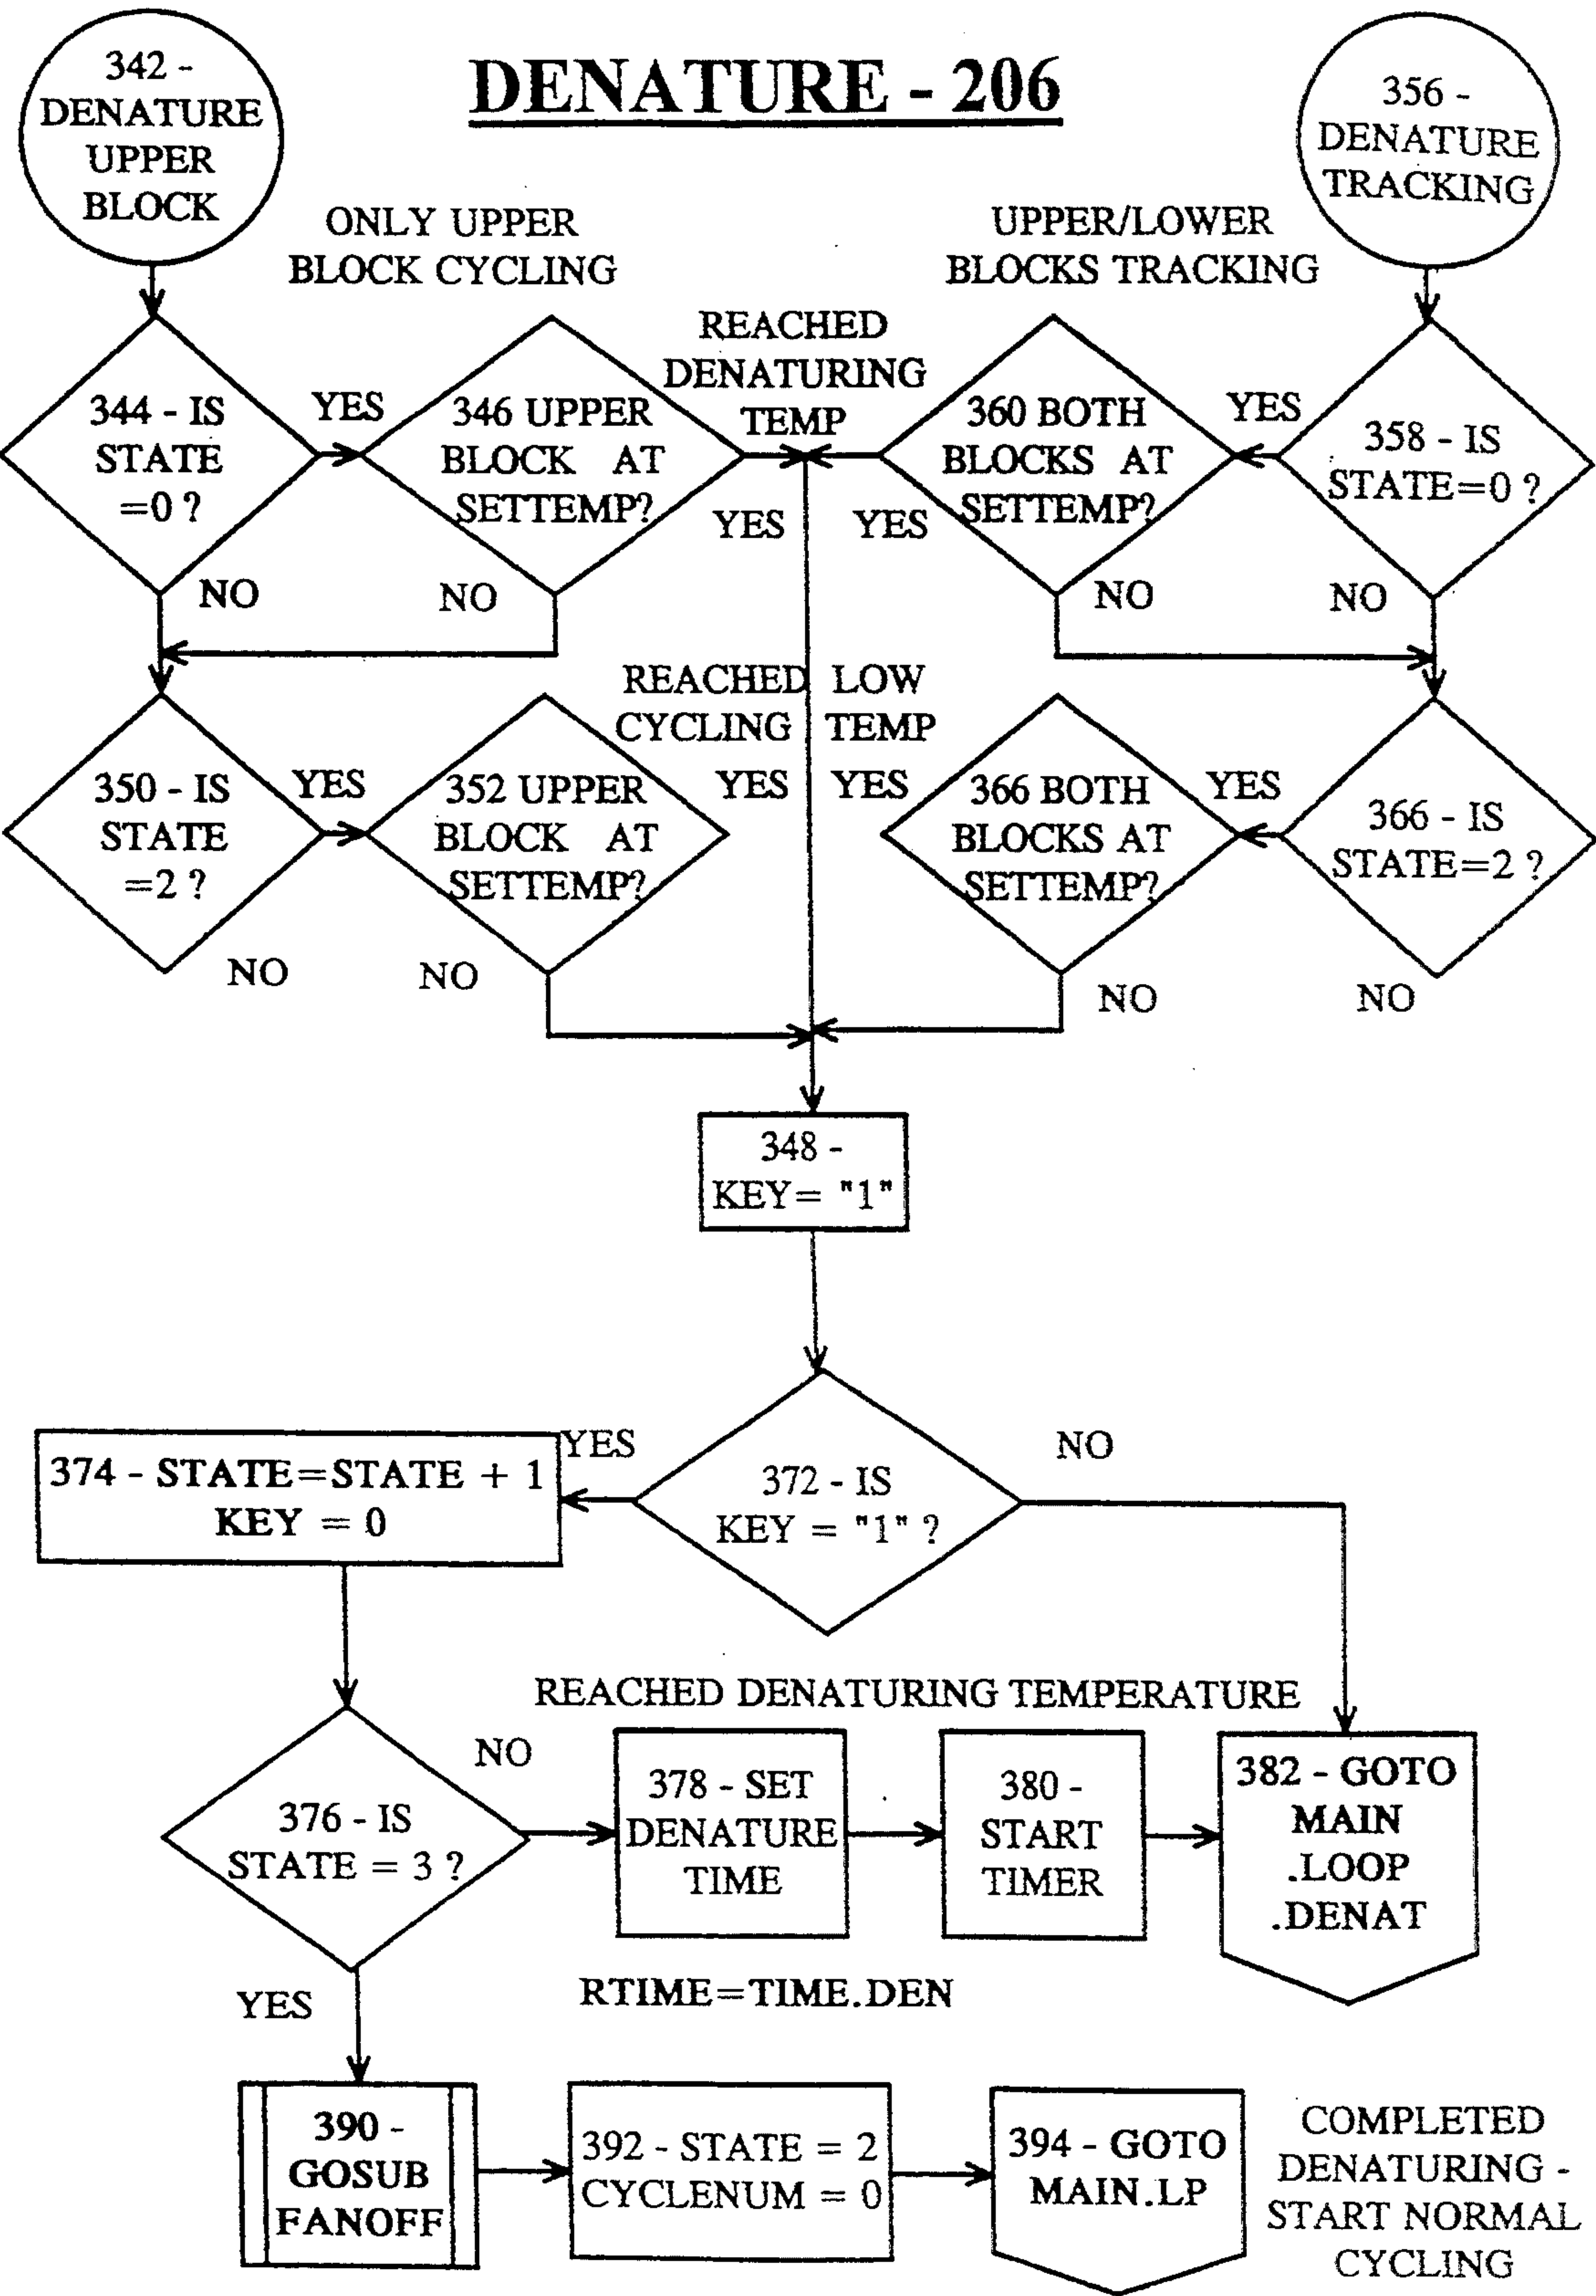 DENATURE - 206
342 -
DENATURE
UPPER
BLOCK
356 -
DENATURE
TRACKING
ONLY UPPER
BLOCK CYCLING
UPPER/LOWER
BLOCKS TRACKING
REACHED
DENATURING
TEMP
344 - IS
STATE
=0 ?
YES
346 UPPER
BLOCK AT
SETTEMP?
YES
YES
360 BOTH
BLOCKS AT
SETTEMP?
YES
358 - IS
STATE=0 ?
NO
NO
NO
NO
REACHED LOW
CYCLING TEMP
350 - IS
STATE
=2 ?
YES
352 UPPER
BLOCK AT
SETTEMP?
YES
YES
366 BOTH
BLOCKS AT
SETTEMP?
YES
366 - IS
STATE=2 ?
NO
NO
NO
NO
348 -
KEY= "1"
374 - STATE=STATE + 1
KEY = 0
YES
372 - IS
KEY = "1" ?
NO
REACHED DENATURING TEMPERATURE
376 - IS
STATE = 3 ?
NO
378 - SET
DENATURE
TIME
380 -
START
TIMER
382 - GOTO
MAIN
.LOOP
.DENAT
YES
RTIME=TIME.DEN
390 -
GOSUB
FANOFF
392 - STATE = 2
CYCLENUM = 0
394 - GOTO
MAIN.LP
COMPLETED
DENATURING -
START NORMAL
CYCLING